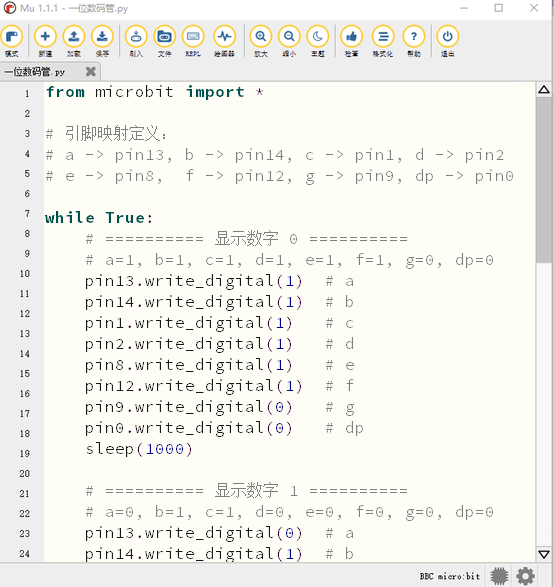 Mu 1.1.1 - 一位数码管.py
模式 新建 加载 保存 刷入 文件 REPL 绘图器 放大 缩小 主题 检查 格式化 帮助 退出
一位数码管.py
1 from microbit import *
2
3 # 引脚映射定义:
4 # a -> pin13, b -> pin14, c -> pin1, d -> pin2
5 # e -> pin8,  f -> pin12, g -> pin9, dp -> pin0
6
7 while True:
8     # ========== 显示数字 0 ==========
9     # a=1, b=1, c=1, d=1, e=1, f=1, g=0, dp=0
10     pin13.write_digital(1)  # a
11     pin14.write_digital(1)  # b
12     pin1.write_digital(1)   # c
13     pin2.write_digital(1)   # d
14     pin8.write_digital(1)   # e
15     pin12.write_digital(1)  # f
16     pin9.write_digital(0)   # g
17     pin0.write_digital(0)   # dp
18     sleep(1000)
19
20     # ========== 显示数字 1 ==========
21     # a=0, b=1, c=1, d=0, e=0, f=0, g=0, dp=0
22     pin13.write_digital(0)  # a
23     pin14.write_digital(1)  # b
24
BBC micro:bit